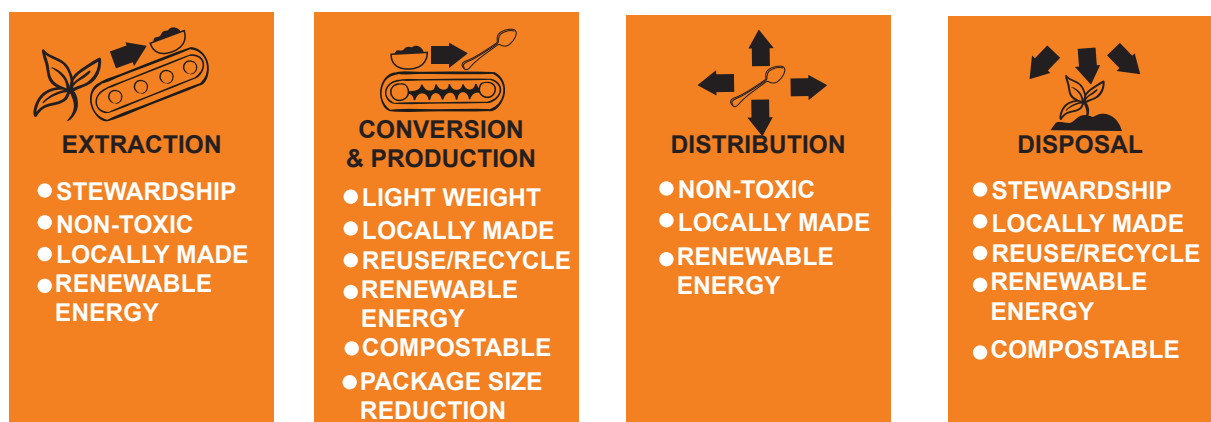 EXTRACTION
STEWARDSHIP
NON-TOXIC
LOCALLY MADE
RENEWABLE
ENERGY
CONVERSION
& PRODUCTION
LIGHT WEIGHT
LOCALLY MADE
REUSE/RECYCLE
RENEWABLE
ENERGY
COMPOSTABLE
PACKAGE SIZE
REDUCTION
DISTRIBUTION
NON-TOXIC
LOCALLY MADE
RENEWABLE
ENERGY
DISPOSAL
STEWARDSHIP
LOCALLY MADE
REUSE/RECYCLE
RENEWABLE
ENERGY
COMPOSTABLE